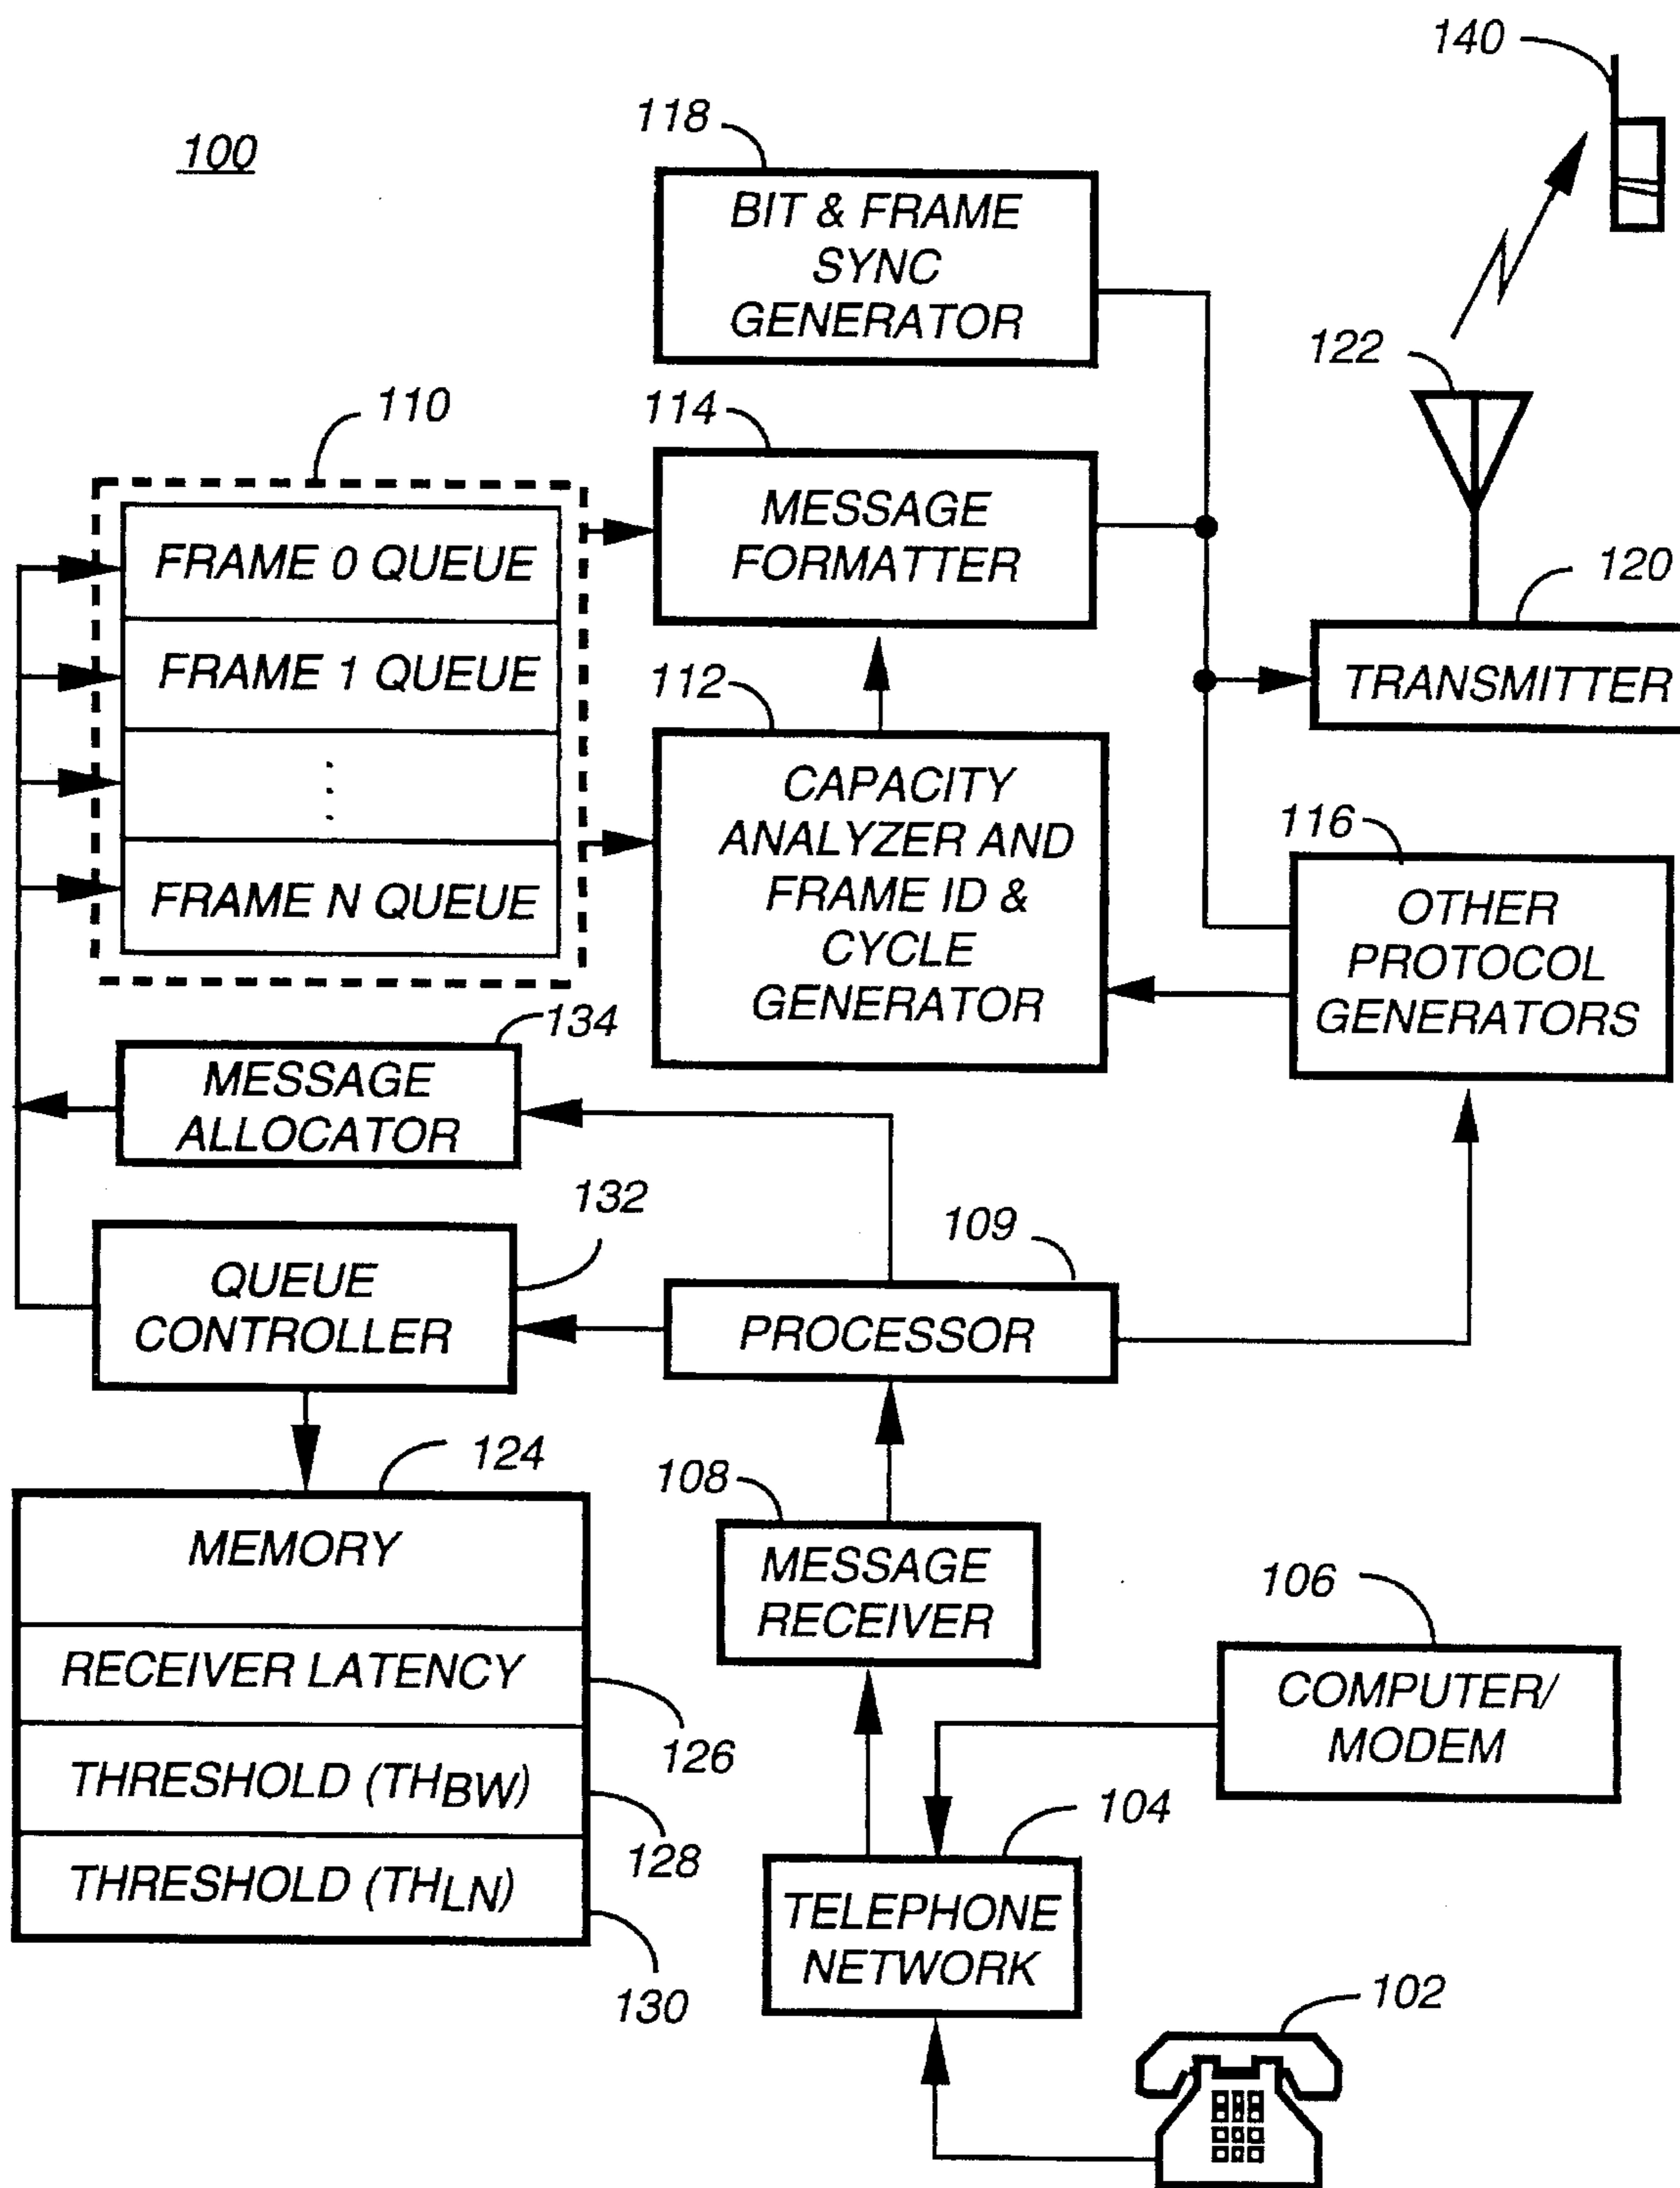 140
118
100
BIT & FRAME
SYNC
GENERATOR
122
110
114
MESSAGE
FORMATTER
FRAME 0 QUEUE
120
FRAME 1 QUEUE
112
TRANSMITTER
CAPACITY
ANALYZER AND
FRAME ID &
CYCLE
GENERATOR
116
FRAME N QUEUE
OTHER
PROTOCOL
GENERATORS
134
MESSAGE
ALLOCATOR
132
109
QUEUE
CONTROLLER
PROCESSOR
124
108
MEMORY
MESSAGE
RECEIVER
106
RECEIVER LATENCY
COMPUTER/
MODEM
126
THRESHOLD (THBW)
104
128
THRESHOLD (THLN)
TELEPHONE
NETWORK
130
102